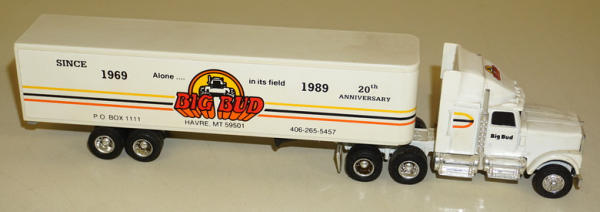 SINCE
1969
Alone .... in its field
1989
20th
ANNIVERSARY
BIG BUD
P.O. BOX 1111
HAVRE, MT 59501
406-265-5457
Big Bud